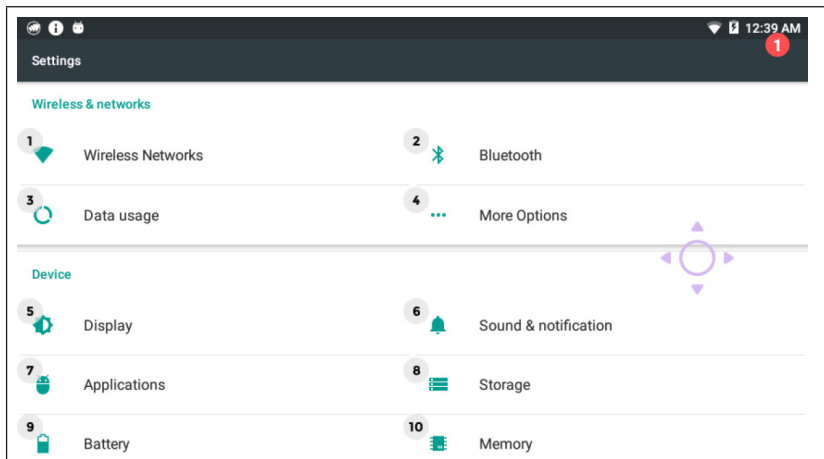 12:39 AM
1
Settings
Wireless & networks
1 Wireless Networks
2 Bluetooth
3 Data usage
4 More Options
Device
5 Display
6 Sound & notification
7 Applications
8 Storage
9 Battery
10 Memory